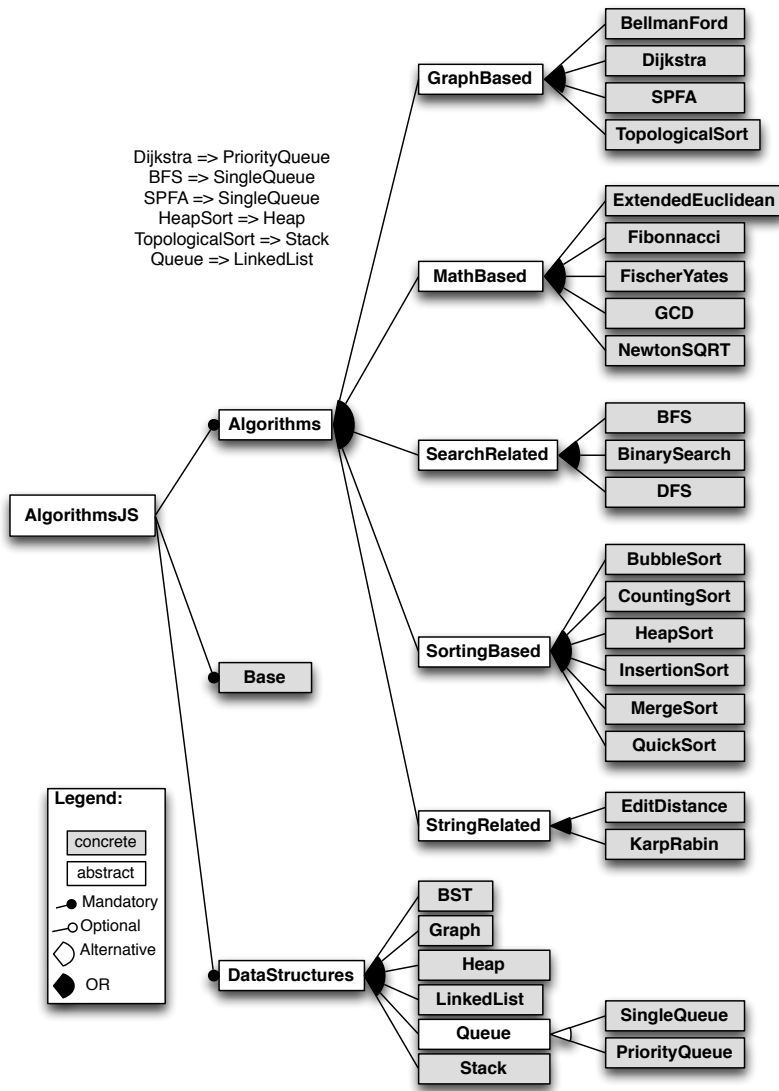 BellmanFord
Dijkstra
GraphBased
SPFA
TopologicalSort
Dijkstra => PriorityQueue
BFS => SingleQueue
SPFA => SingleQueue
HeapSort => Heap
TopologicalSort => Stack
Queue => LinkedList
ExtendedEuclidean
Fibonnacci
MathBased
FischerYates
GCD
NewtonSQRT
Algorithms
BFS
SearchRelated
BinarySearch
DFS
AlgorithmsJS
BubbleSort
CountingSort
HeapSort
SortingBased
InsertionSort
MergeSort
QuickSort
Base
EditDistance
StringRelated
KarpRabin
Legend:
concrete
abstract
Mandatory
Optional
Alternative
OR
BST
Graph
Heap
DataStructures
LinkedList
Queue
Stack
SingleQueue
PriorityQueue